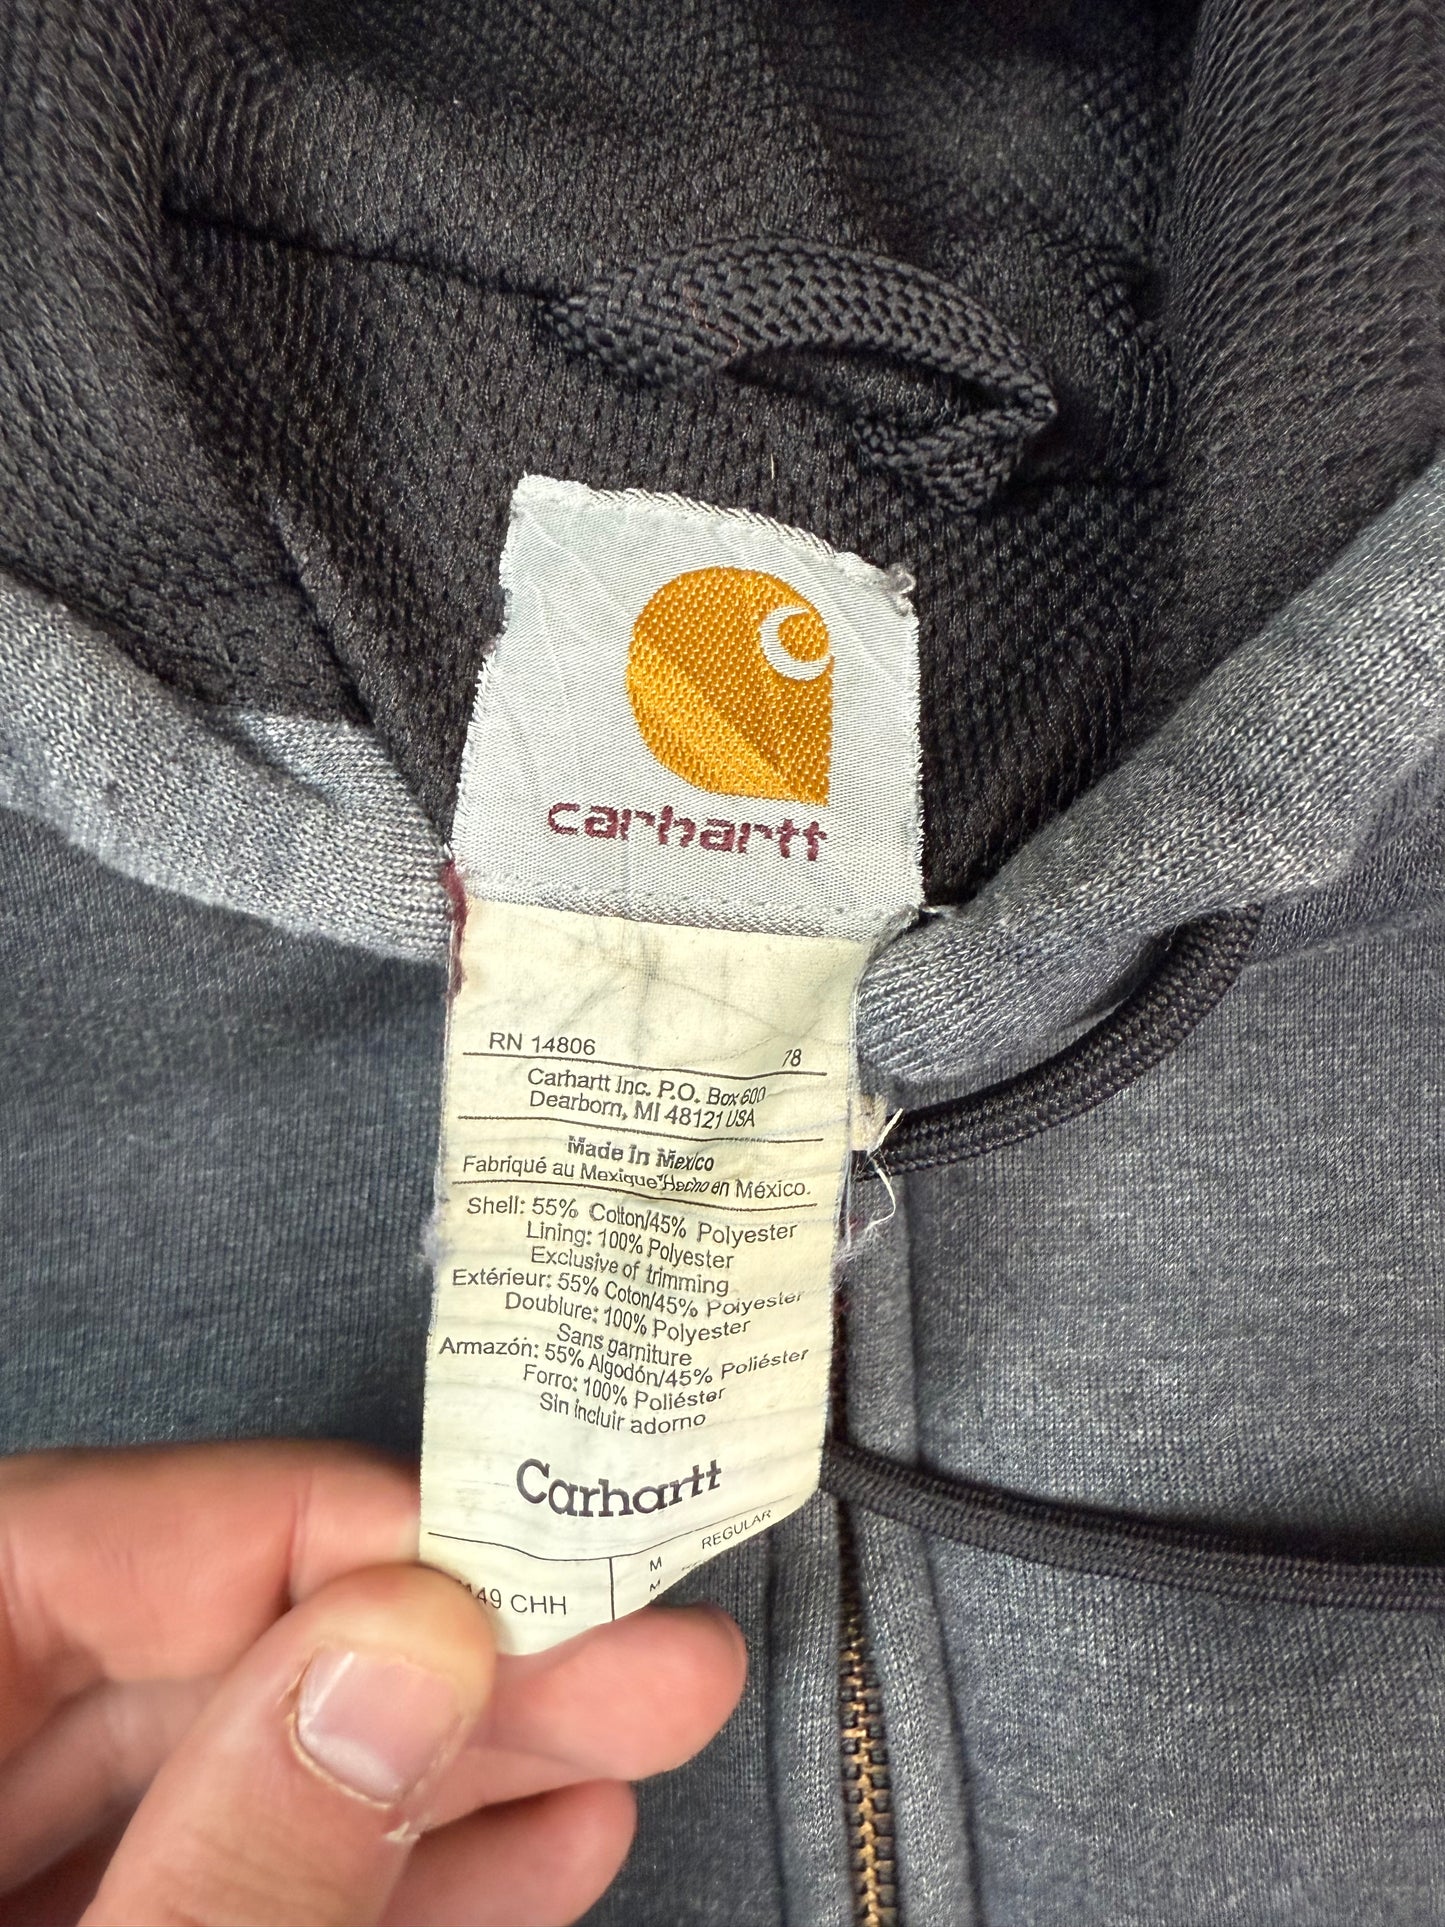 carhartt
RN 14806 78
Carhartt Inc. P.O. Box 600
Dearborn, MI 48121 USA
Made In Mexico
Fabriqué au Mexique Hecho en México.
Shell: 55% Cotton/45% Polyester
Lining: 100% Polyester
Exclusive of trimming
Extérieur: 55% Coton/45% Polyester
Doublure: 100% Polyester
Sans garniture
Armazón: 55% Algodón/45% Poliéster
Forro: 100% Poliéster
Sin incluir adorno
Carhartt
M REGULAR
M
49 CHH